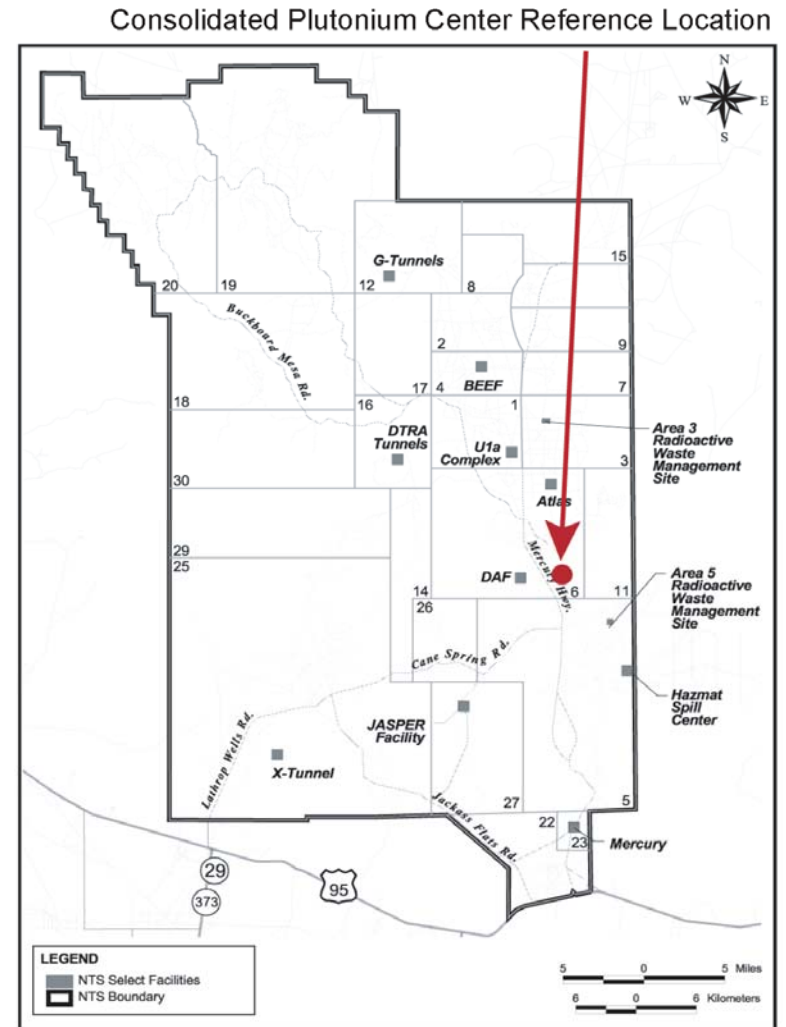 Consolidated Plutonium Center Reference Location
N
W
E
S
G-Tunnels
15
20
19
12
8
Buckboard Mesa Rd.
2
9
BEEF
17
4
7
18
16
1
DTRA
Tunnels
U1a
Complex
Area 3
Radioactive
Waste
Management
Site
3
30
Atlas
Mercury Hwy.
29
25
DAF
14
6
11
Area 5
Radioactive
Waste
Management
Site
26
Cane Spring Rd.
Hazmat
Spill
Center
JASPER
Facility
Lathrop Wells Rd.
X-Tunnel
27
5
Jackass Flats Rd.
22
23
Mercury
29
95
373
LEGEND
NTS Select Facilities
NTS Boundary
5 0 5 Miles
6 0 6 Kilometers